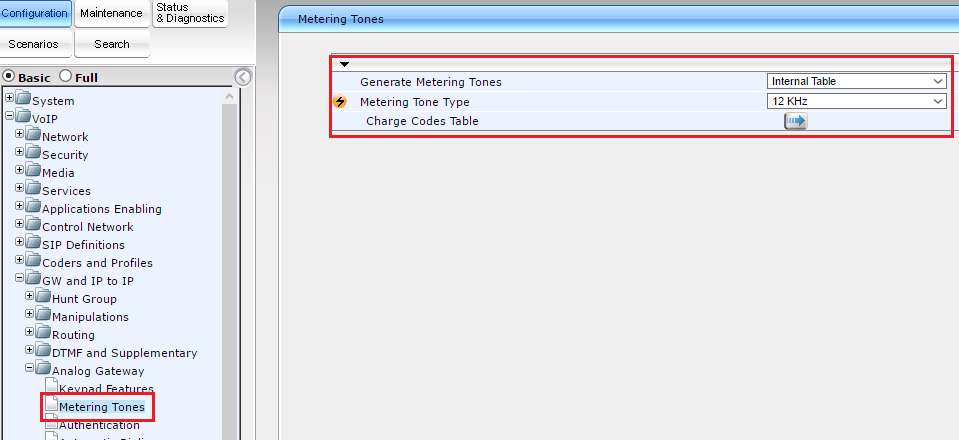 Configuration
Maintenance
Status
& Diagnostics
Scenarios
Search
Basic
Full
System
VoIP
Network
Security
Media
Services
Applications Enabling
Control Network
SIP Definitions
Coders and Profiles
GW and IP to IP
Hunt Group
Manipulations
Routing
DTMF and Supplementary
Analog Gateway
Keypad Features
Metering Tones
Authentication
Metering Tones
Generate Metering Tones
Internal Table
Metering Tone Type
12 KHz
Charge Codes Table